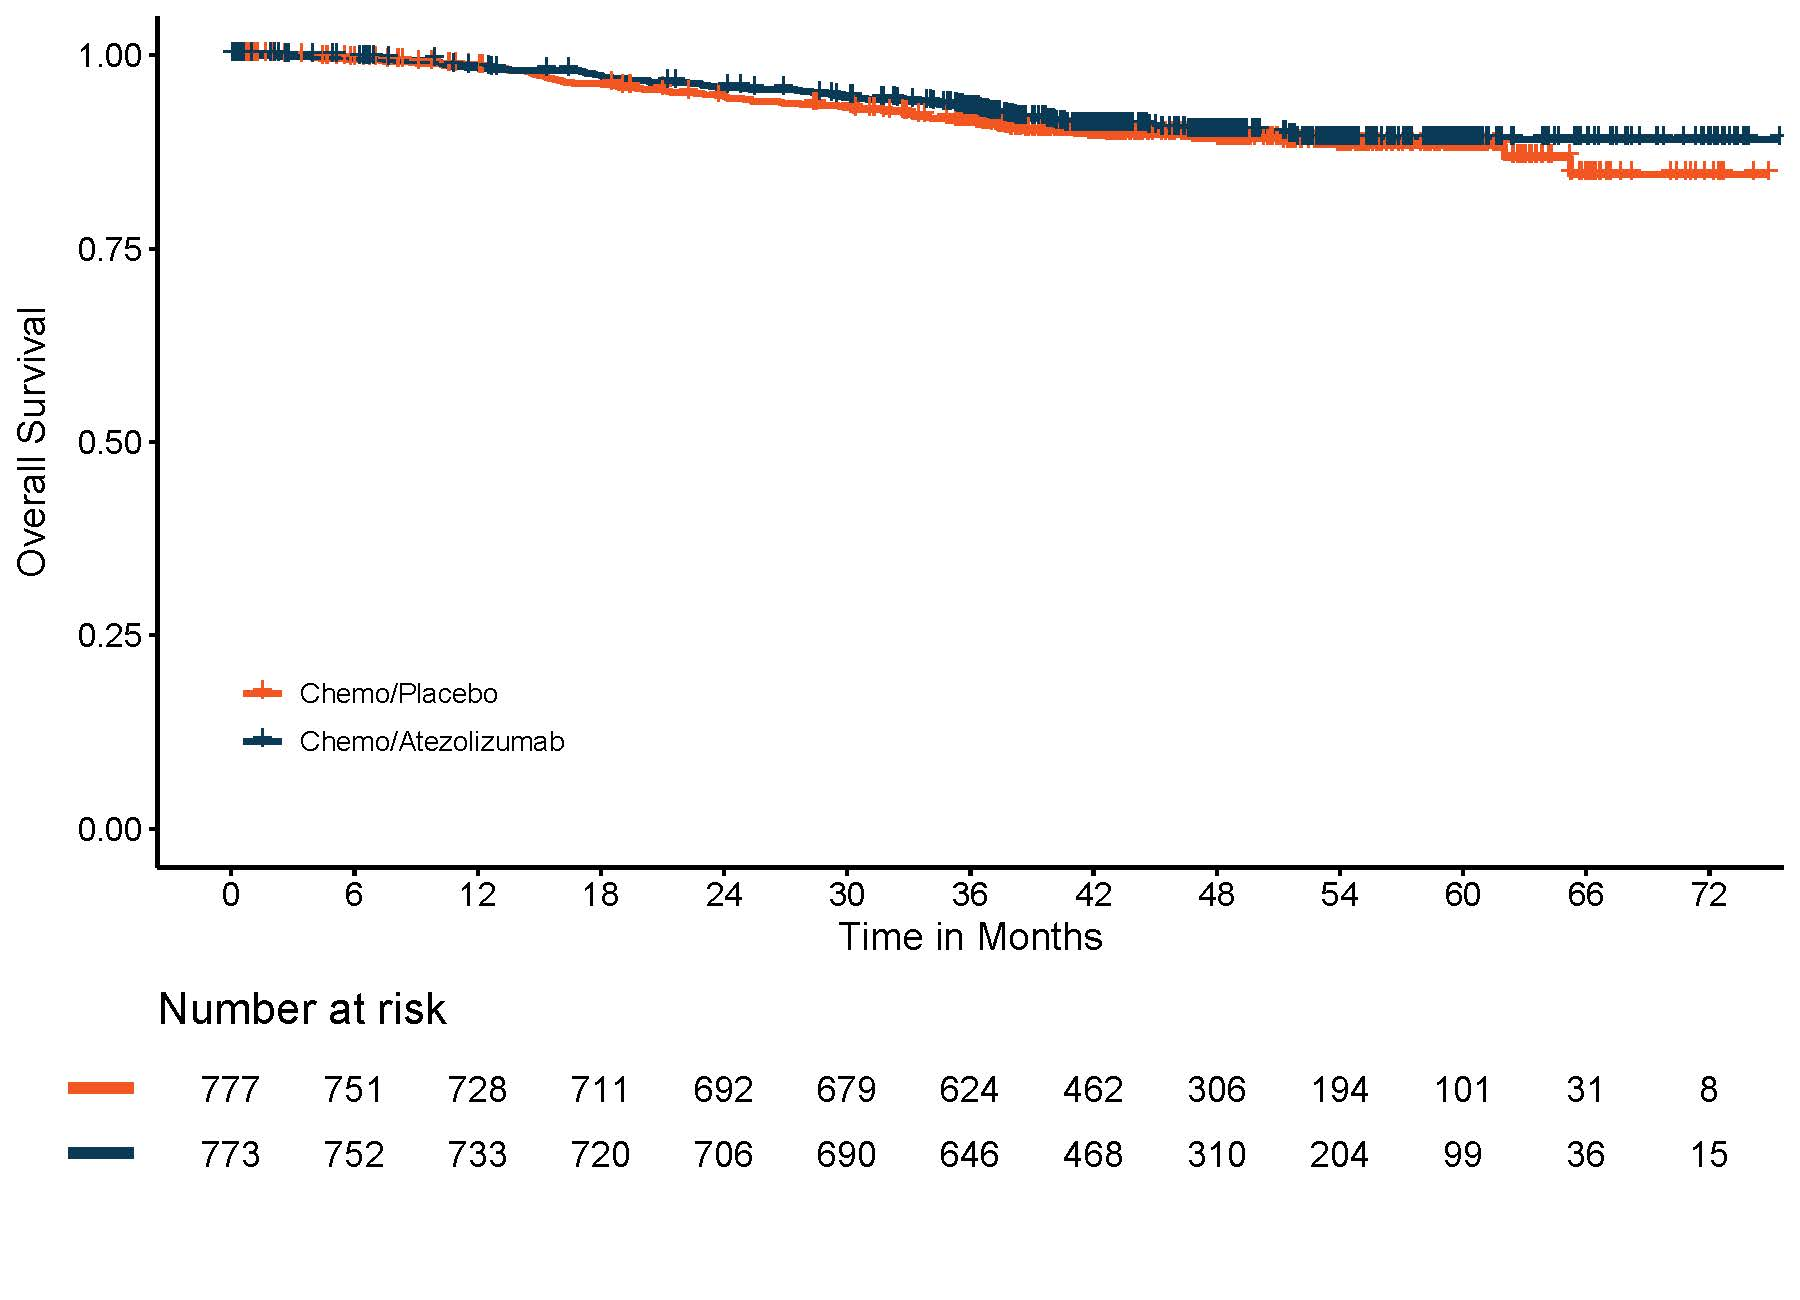 Overall Survival
1.00
0.75
0.50
0.25
0.00
Chemo/Placebo
Chemo/Atezolizumab
0 6 12 18 24 30 36 42 48 54 60 66 72
Time in Months
Number at risk
777 751 728 711 692 679 624 462 306 194 101 31 8
773 752 733 720 706 690 646 468 310 204 99 36 15